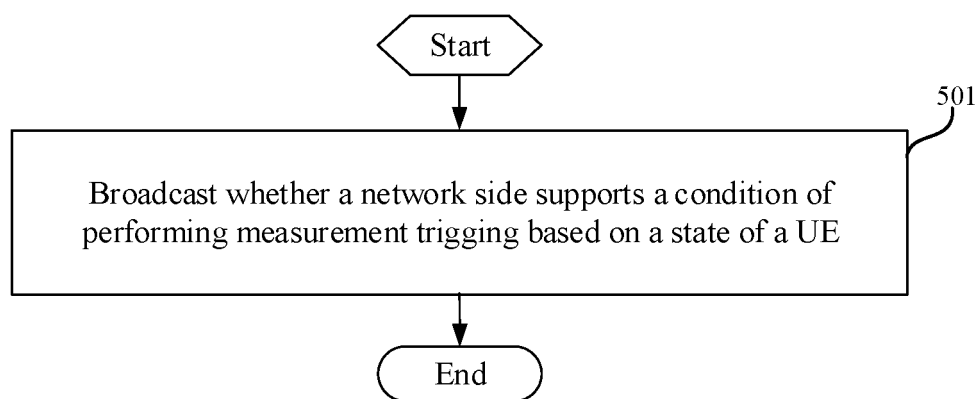 Start
501
Broadcast whether a network side supports a condition of
performing measurement trigging based on a state of a UE
End